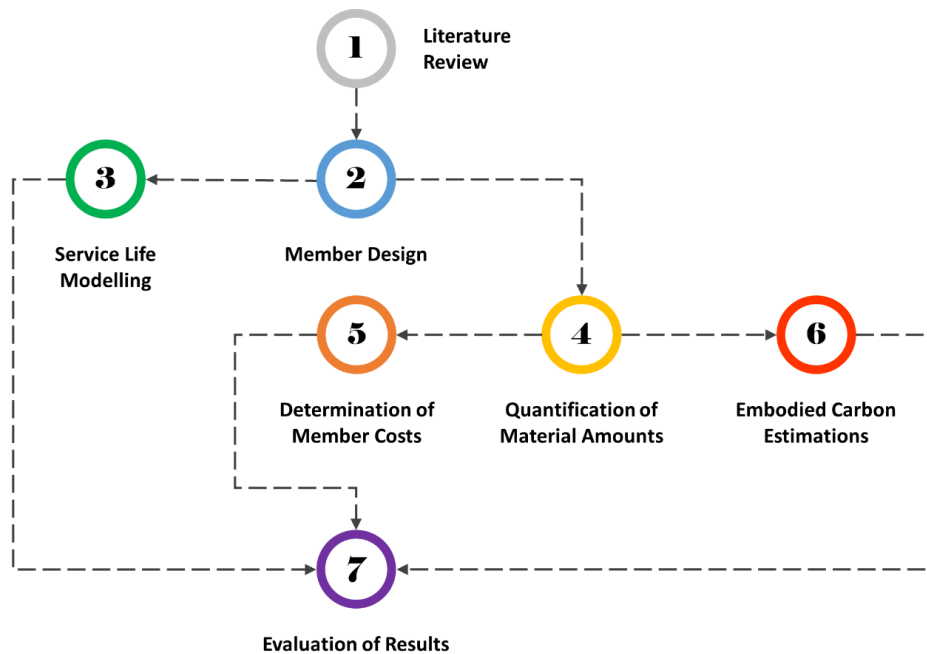 1
Literature
Review
3
2
Service Life
Modelling
Member Design
5
4
6
Determination of
Member Costs
Quantification of
Material Amounts
Embodied Carbon
Estimations
7
Evaluation of Results